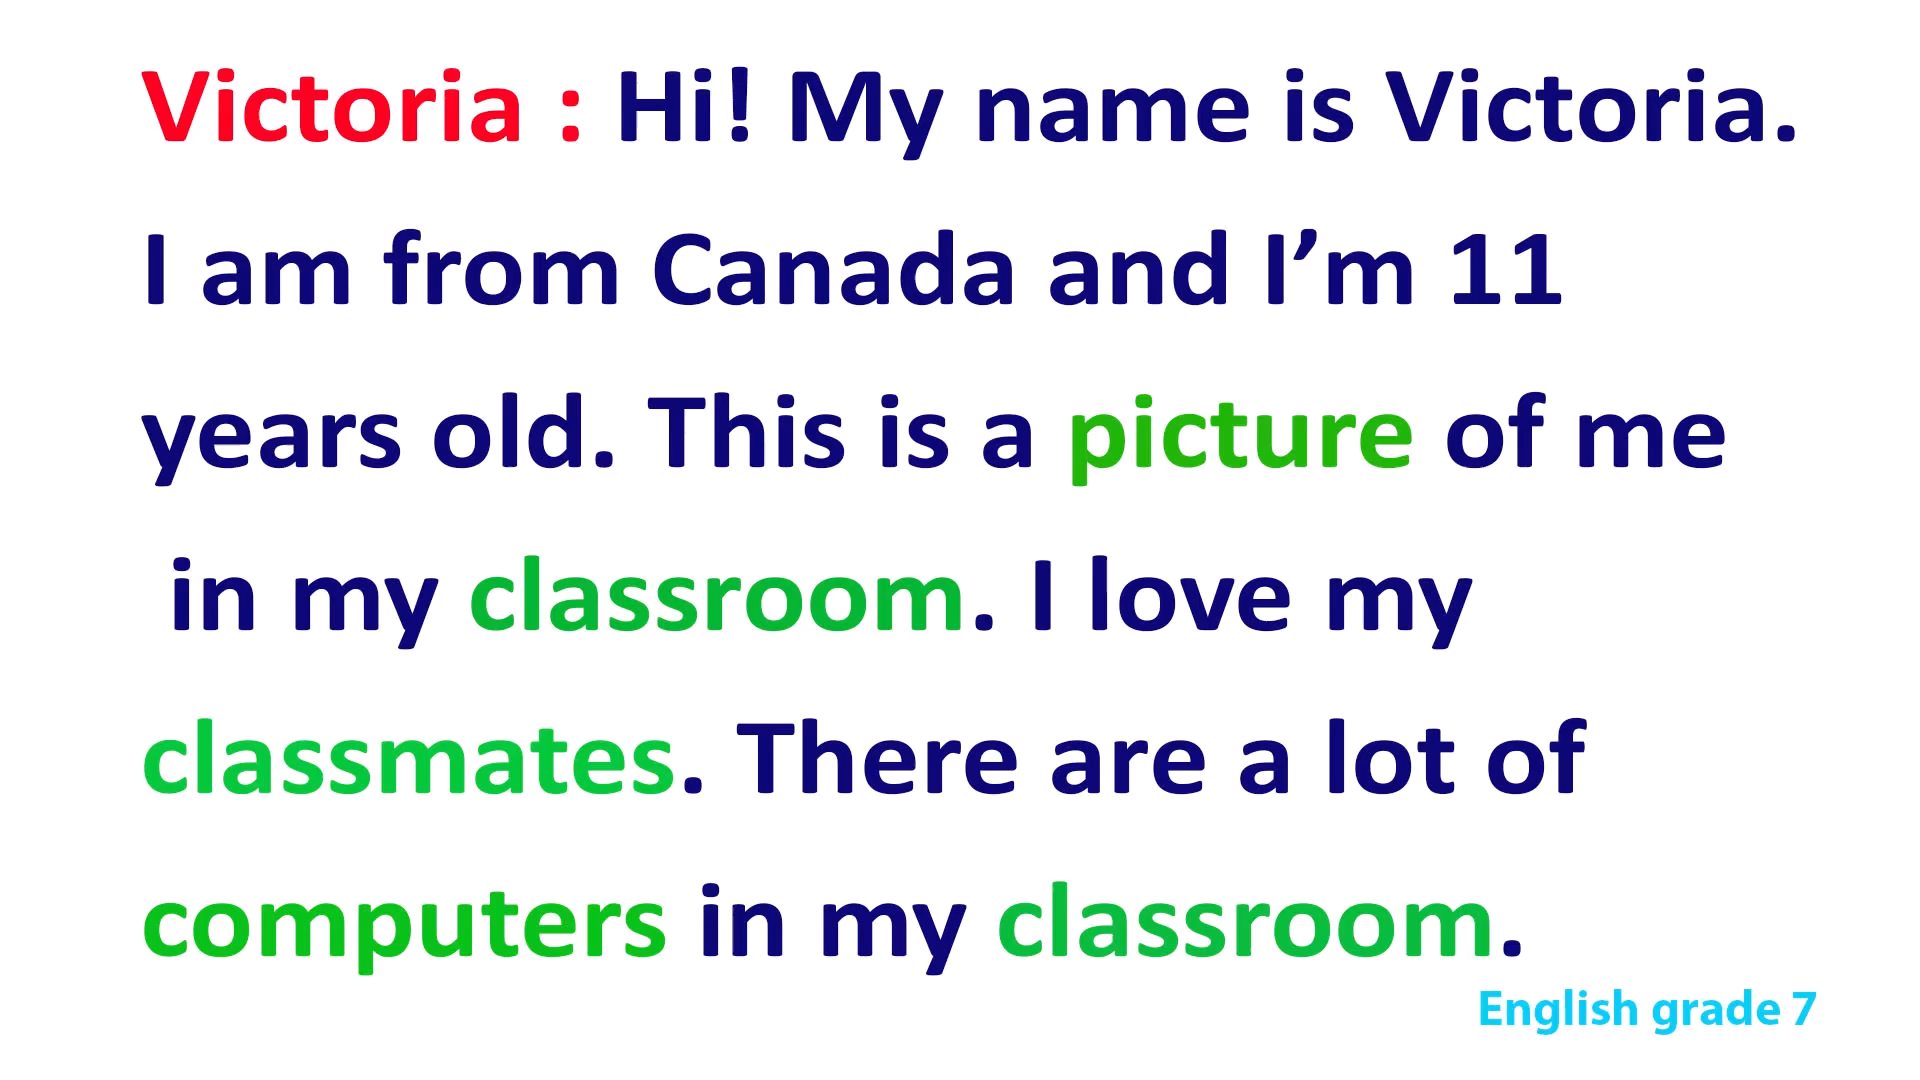 Victoria : Hi! My name is Victoria.
I am from Canada and I’m 11
years old. This is a picture of me
in my classroom. I love my
classmates. There are a lot of
computers in my classroom.
English grade 7